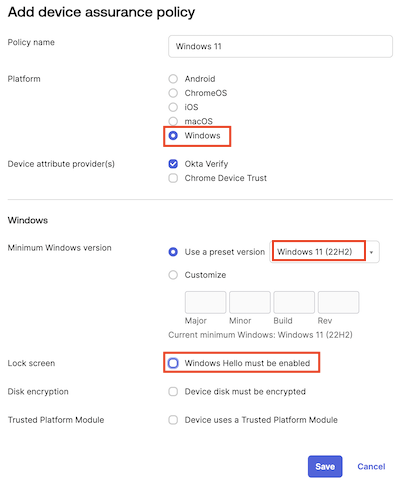 Add device assurance policy
Policy name
Windows 11
Platform
Android
ChromeOS
iOS
macOS
Windows
Device attribute provider(s)
Okta Verify
Chrome Device Trust
Windows
Minimum Windows version
Use a preset version
Windows 11 (22H2)
Customize
Major Minor Build Rev
Current minimum Windows: Windows 11 (22H2)
Lock screen
Windows Hello must be enabled
Disk encryption
Device disk must be encrypted
Trusted Platform Module
Device uses a Trusted Platform Module
Save Cancel